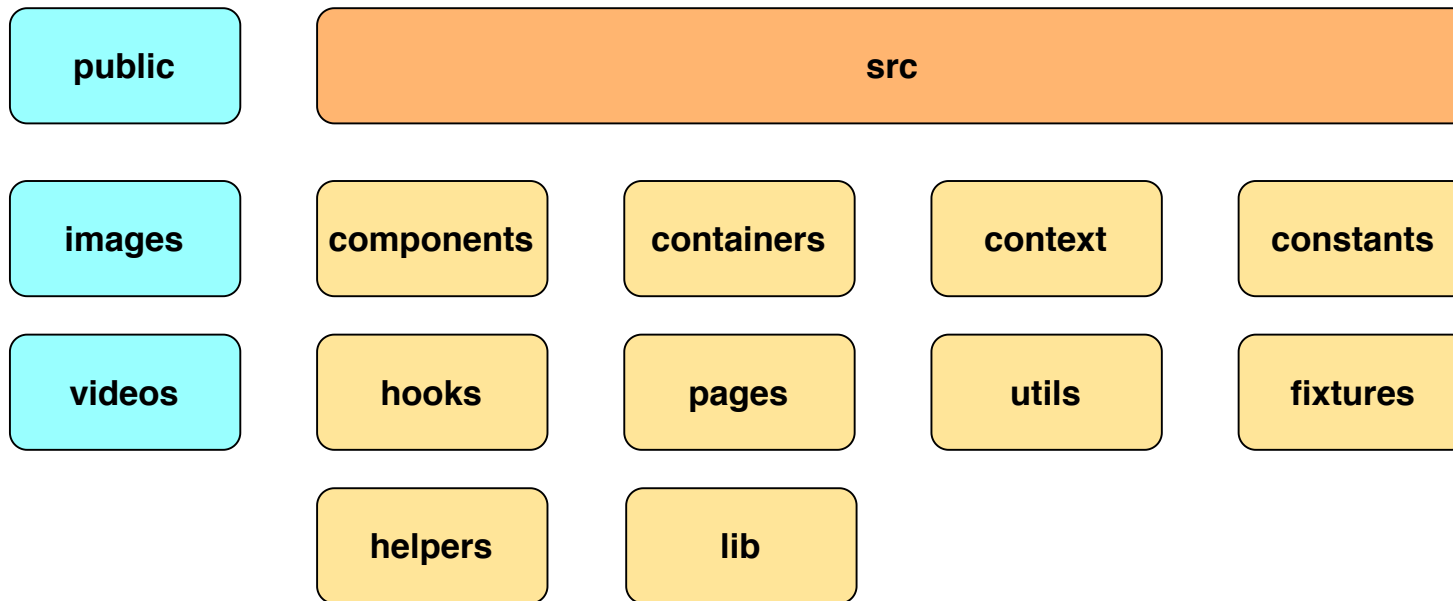 public
src
images
components
containers
context
constants
videos
hooks
pages
utils
fixtures
helpers
lib